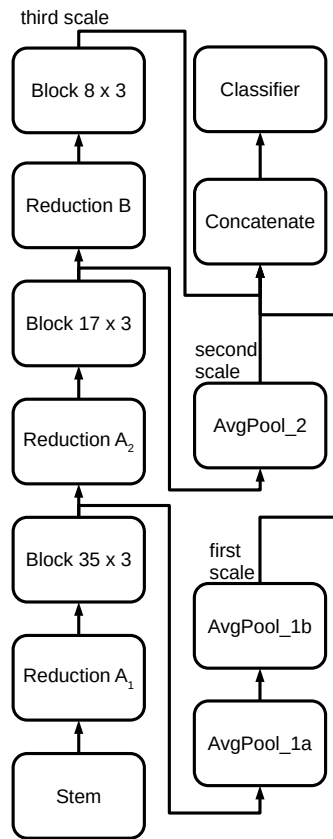 third scale
Block 8 x 3
Classifier
Reduction B
Concatenate
Block 17 x 3
second
scale
Reduction A₂
AvgPool_2
Block 35 x 3
first
scale
AvgPool_1b
Reduction A₁
AvgPool_1a
Stem